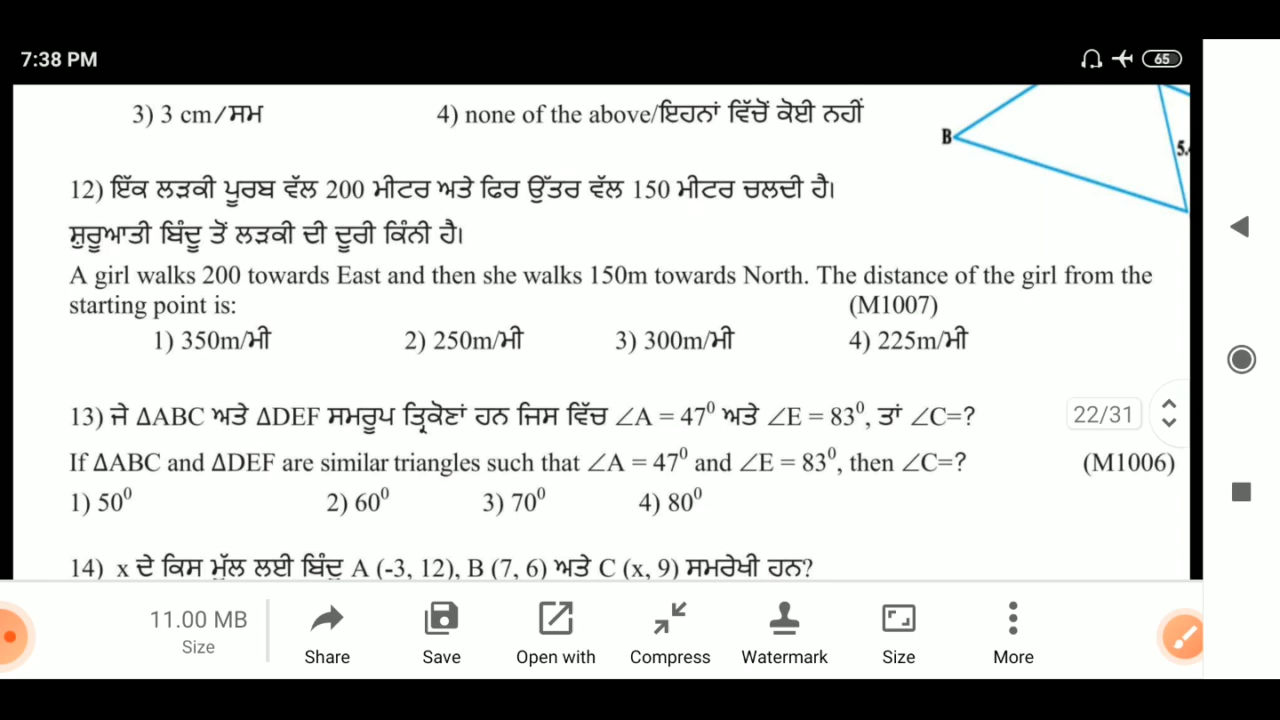 7:38 PM
65
3) 3 cm/ਸਮ 4) none of the above/ਇਹਨਾਂ ਵਿੱਚੋਂ ਕੋਈ ਨਹੀਂ
B
5.
12) ਇੱਕ ਲੜਕੀ ਪੂਰਬ ਵੱਲ 200 ਮੀਟਰ ਅਤੇ ਫਿਰ ਉੱਤਰ ਵੱਲ 150 ਮੀਟਰ ਚਲਦੀ ਹੈ।
ਸ਼ੁਰੂਆਤੀ ਬਿੰਦੂ ਤੋਂ ਲੜਕੀ ਦੀ ਦੂਰੀ ਕਿੰਨੀ ਹੈ।
A girl walks 200 towards East and then she walks 150m towards North. The distance of the girl from the
starting point is: (M1007)
1) 350m/ਮੀ 2) 250m/ਮੀ 3) 300m/ਮੀ 4) 225m/ਮੀ
13) ਜੇ ΔABC ਅਤੇ ΔDEF ਸਮਰੂਪ ਤ੍ਰਿਕੋਣਾਂ ਹਨ ਜਿਸ ਵਿੱਚ ∠A = 47⁰ ਅਤੇ ∠E = 83⁰, ਤਾਂ ∠C=?
22/31
If ΔABC and ΔDEF are similar triangles such that ∠A = 47⁰ and ∠E = 83⁰, then ∠C=? (M1006)
1) 50⁰ 2) 60⁰ 3) 70⁰ 4) 80⁰
14) x ਦੇ ਕਿਸ ਮੁੱਲ ਲਈ ਬਿੰਦੂ A (-3, 12), B (7, 6) ਅਤੇ C (x, 9) ਸਮਰੇਖੀ ਹਨ?
11.00 MB
Size
Share Save Open with Compress Watermark Size More